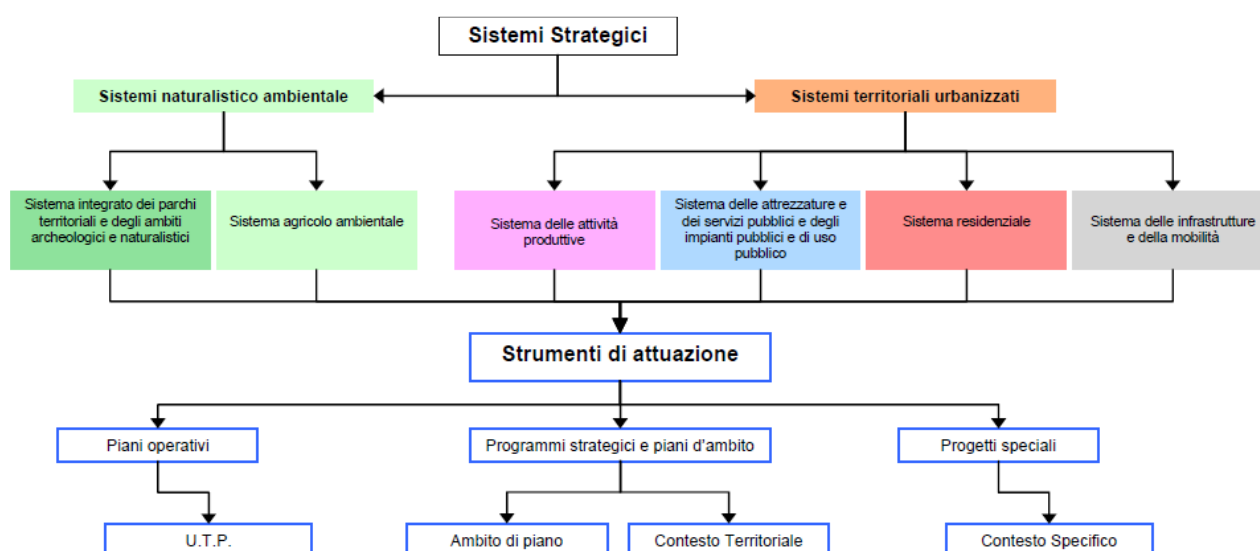 Sistemi Strategici
Sistemi naturalistico ambientale
Sistemi territoriali urbanizzati
Sistema integrato dei parchi
territoriali e degli ambiti
archeologici e naturalistici
Sistema agricolo ambientale
Sistema delle attività
produttive
Sistema delle attrezzature e
dei servizi pubblici e degli
impianti pubblici e di uso
pubblico
Sistema residenziale
Sistema delle infrastrutture
e della mobilità
Strumenti di attuazione
Piani operativi
Programmi strategici e piani d'ambito
Progetti speciali
U.T.P.
Ambito di piano
Contesto Territoriale
Contesto Specifico